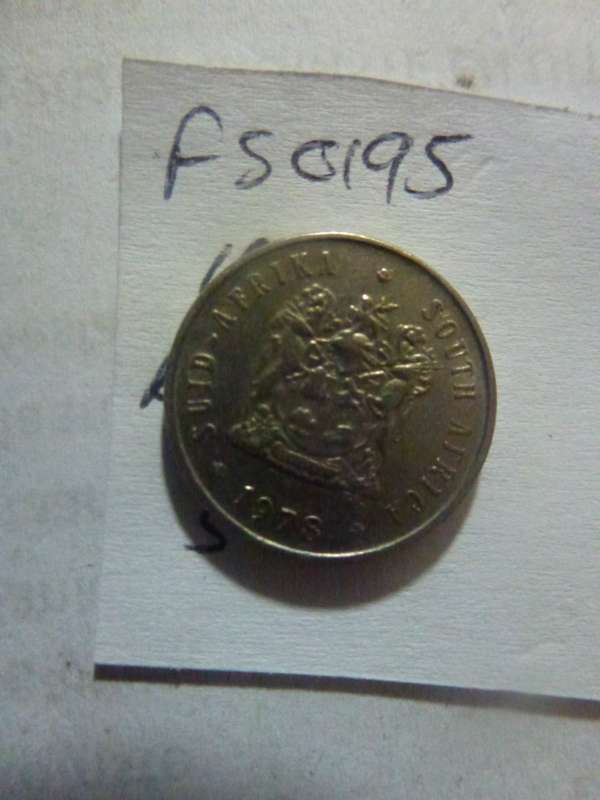 FS0195
SUID-AFRIKA * SOUTH AFRICA
1978
S